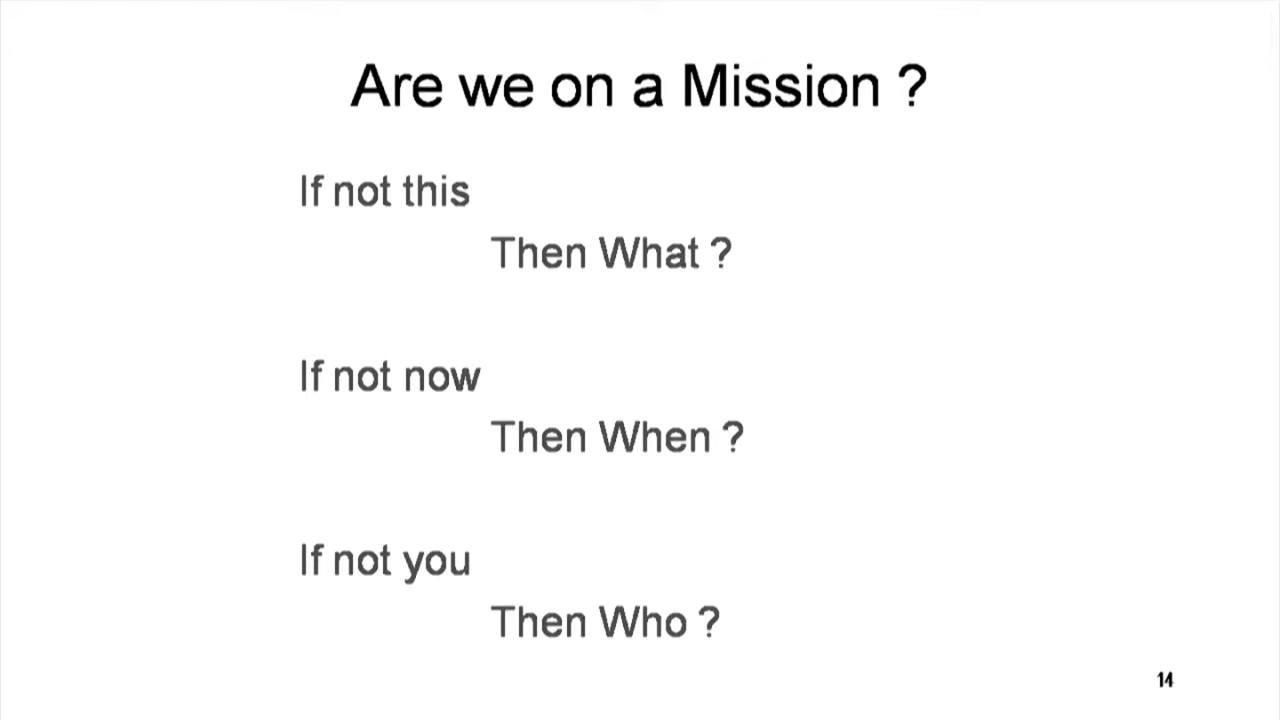 Are we on a Mission ?
If not this
Then What ?
If not now
Then When ?
If not you
Then Who ?
14